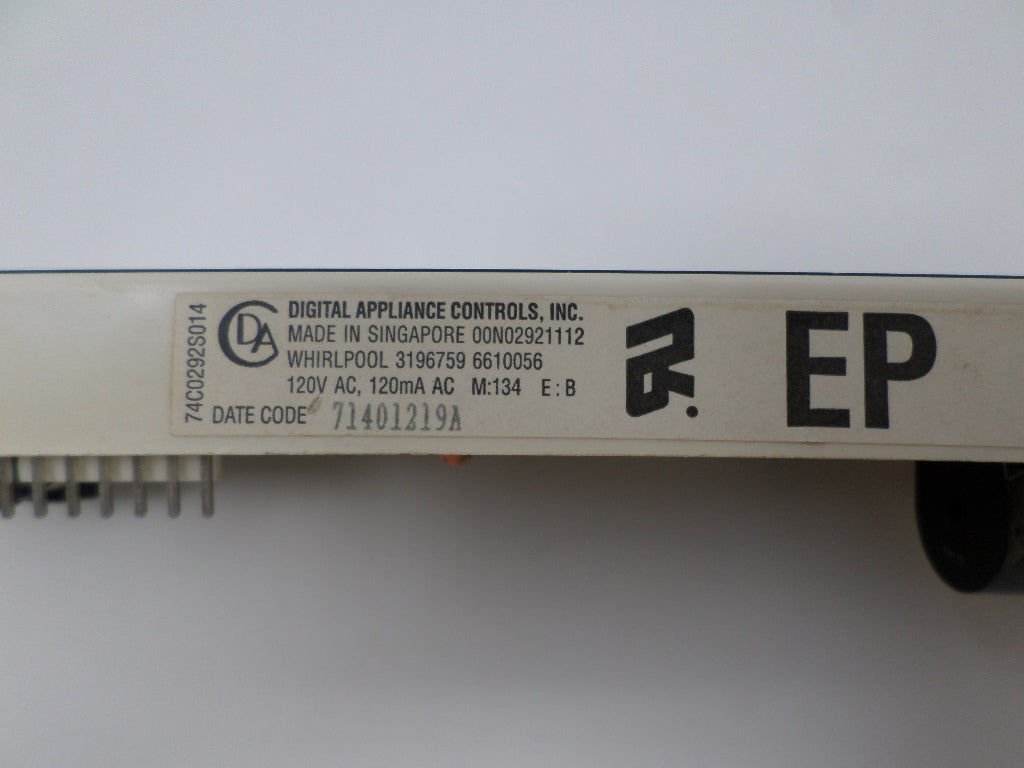 74C0292S014
DCA
DIGITAL APPLIANCE CONTROLS, INC.
MADE IN SINGAPORE 00N02921112
WHIRLPOOL 3196759 6610056
120V AC, 120mA AC M:134 E:B
DATE CODE 71401219A
EP